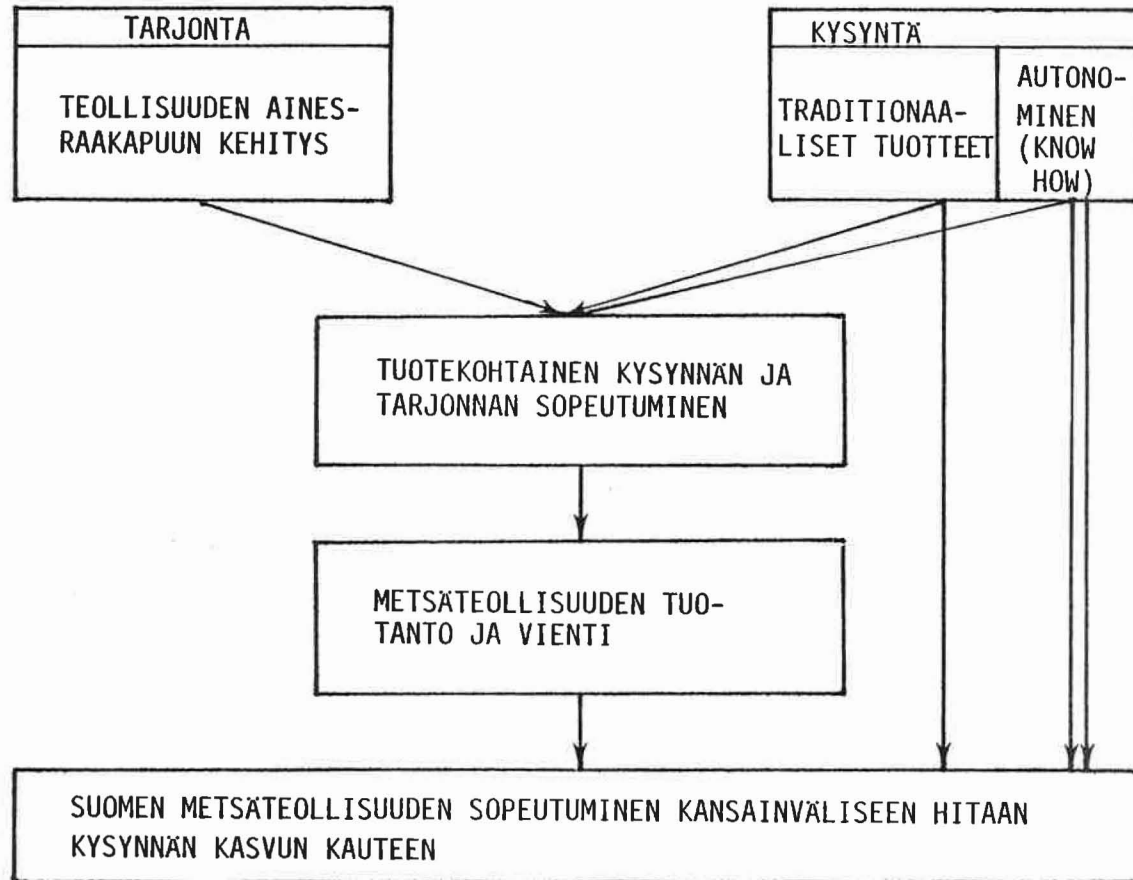 TARJONTA
TEOLLISUUDEN AINES-
RAAKAPUUN KEHITYS
KYSYNTÄ
TRADITIONAA-
LISET TUOTTEET
AUTONO-
MINEN
(KNOW
HOW)
TUOTEKOHTAINEN KYSYNNÄN JA
TARJONNAN SOPEUTUMINEN
METSÄTEOLLISUUDEN TUO-
TANTO JA VIENTI
SUOMEN METSÄTEOLLISUUDEN SOPEUTUMINEN KANSAINVÄLISEEN HITAAN
KYSYNNÄN KASVUN KAUTEEN